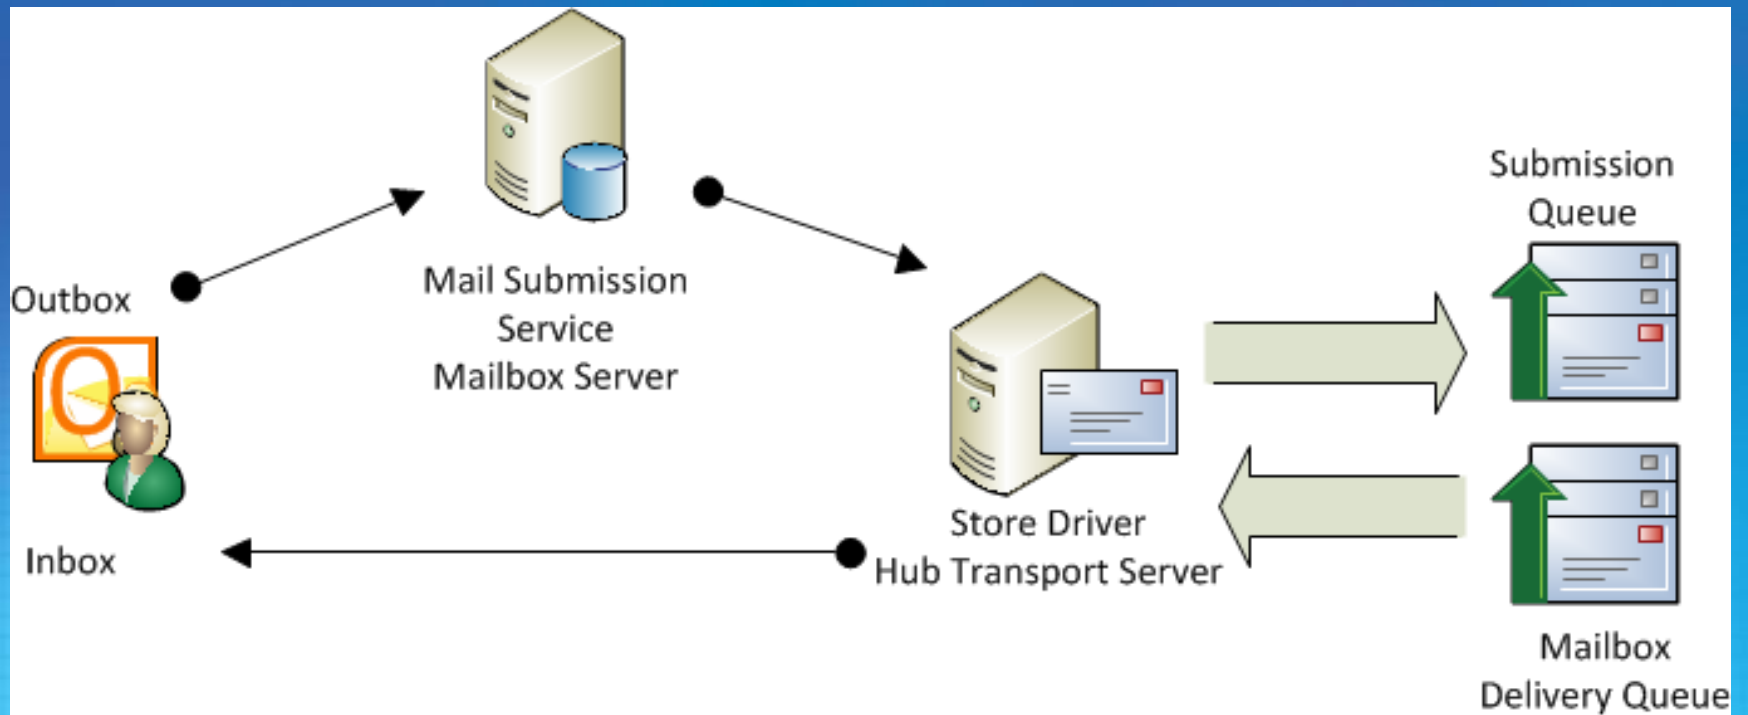 Outbox
Inbox
Mail Submission
Service
Mailbox Server
Store Driver
Hub Transport Server
Submission
Queue
Mailbox
Delivery Queue